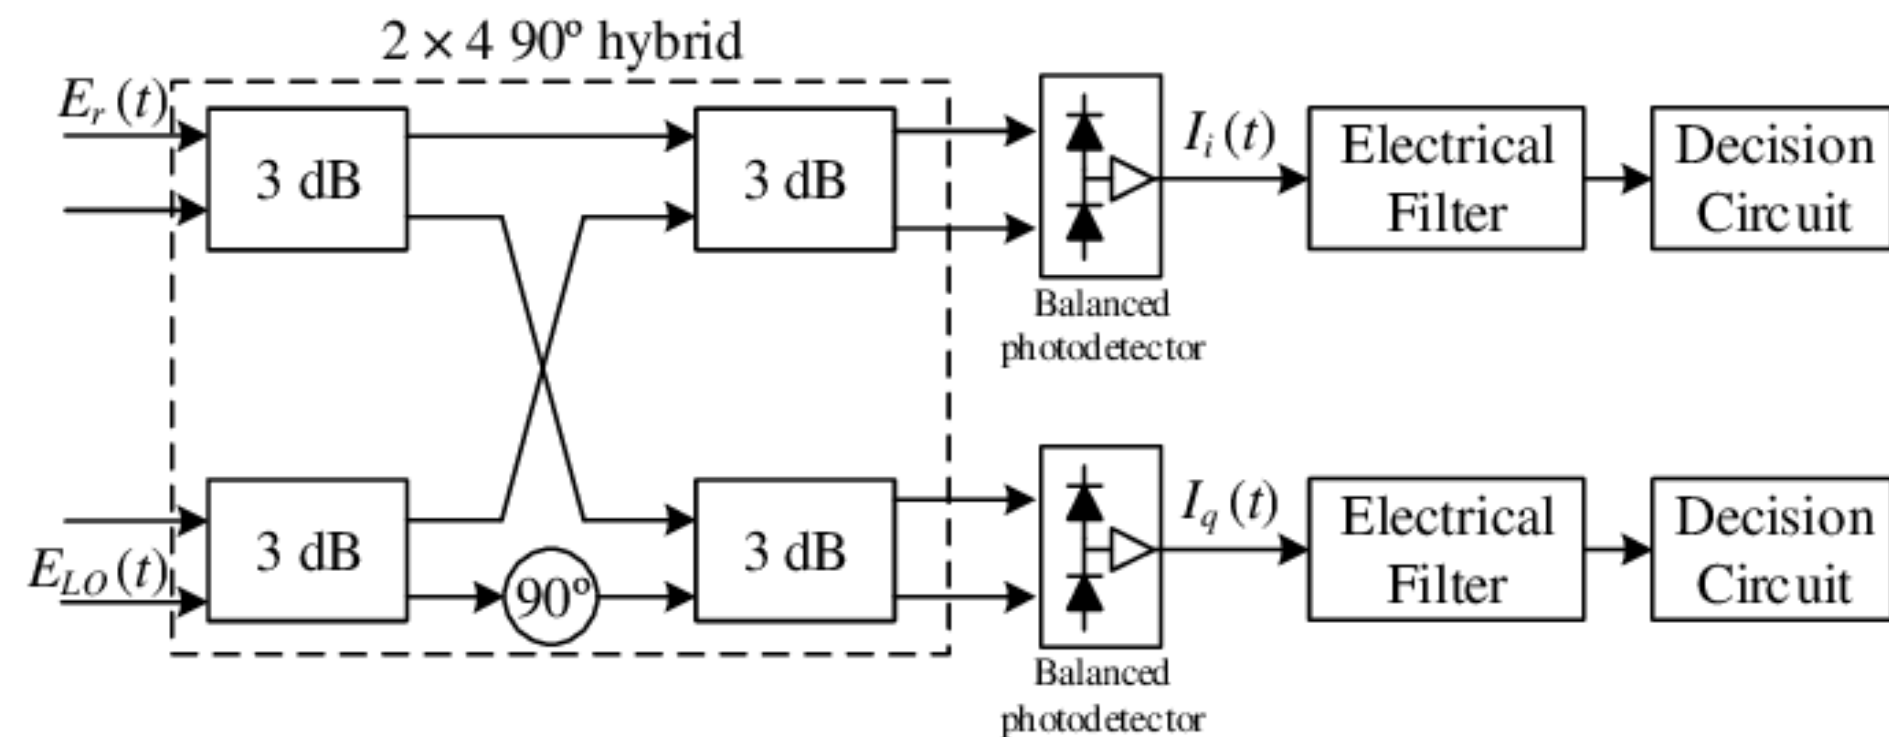 2 × 4 90º hybrid
E_r (t)
3 dB
3 dB
I_i (t)
Electrical
Filter
Decision
Circuit
Balanced
photodetector
E_LO (t)
3 dB
90º
3 dB
I_q (t)
Electrical
Filter
Decision
Circuit
Balanced
photodetector